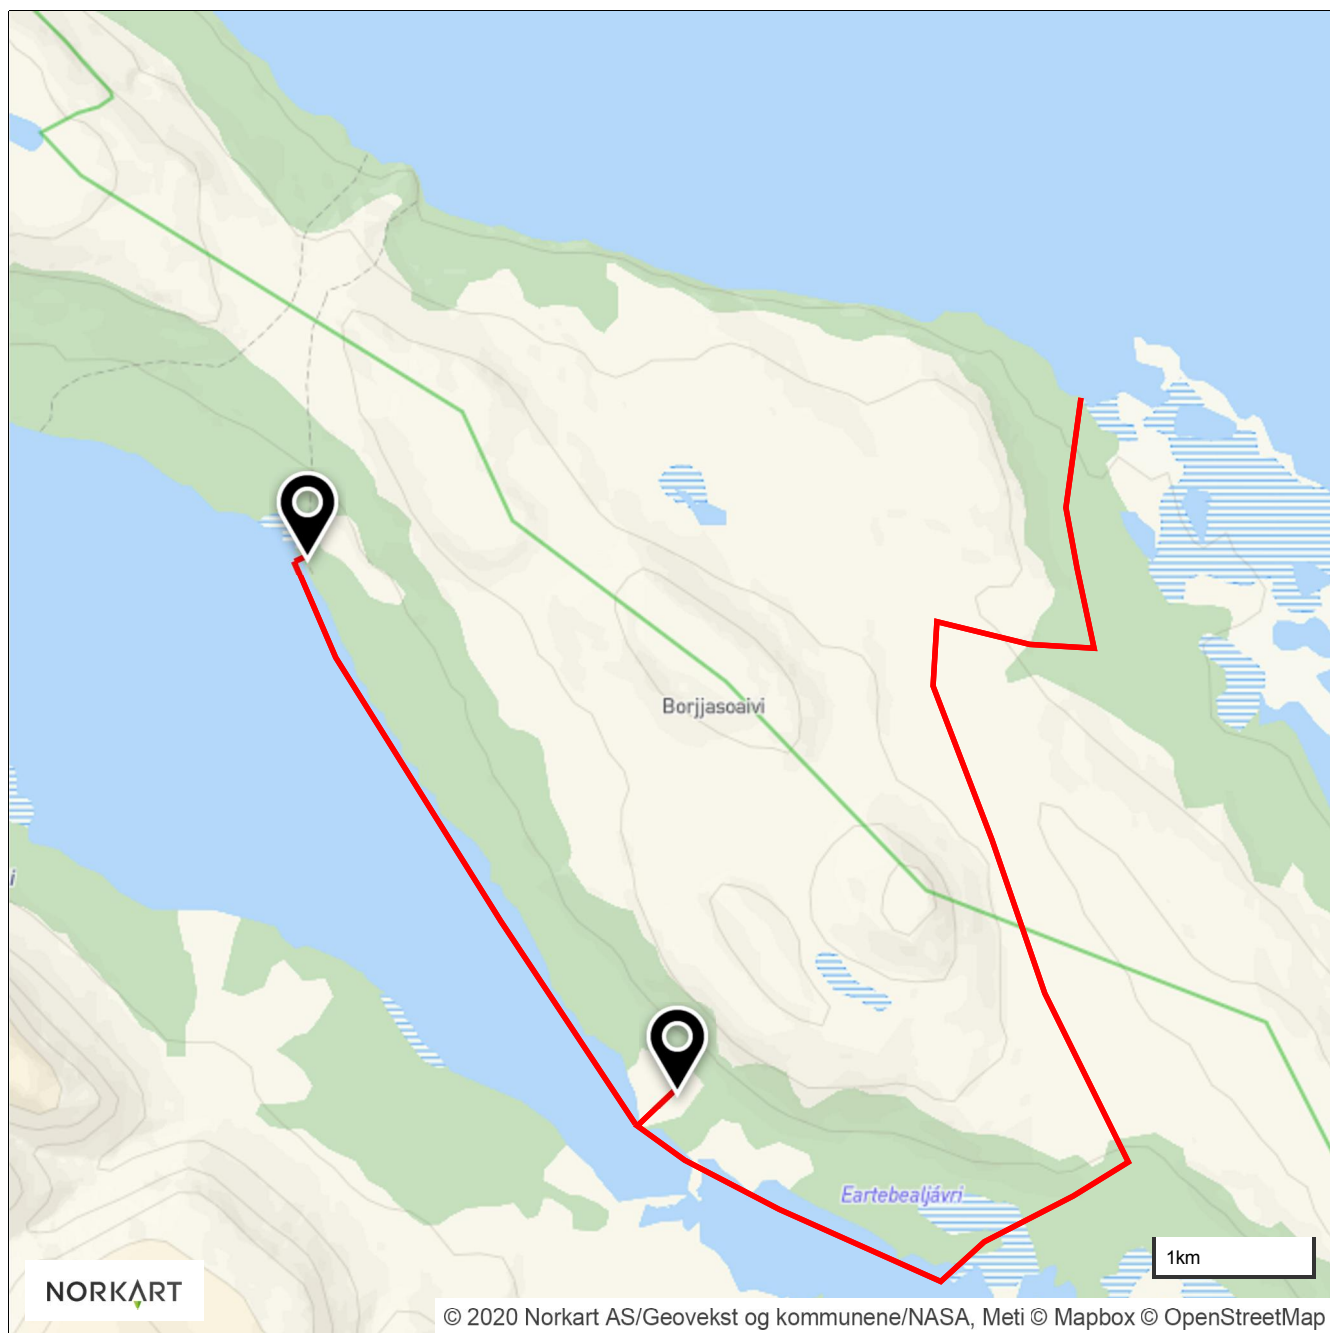 Borjjasoaivi
i
Eartebealjávri
1km
NORKART
© 2020 Norkart AS/Geovekst og kommunene/NASA, Meti © Mapbox © OpenStreetMap